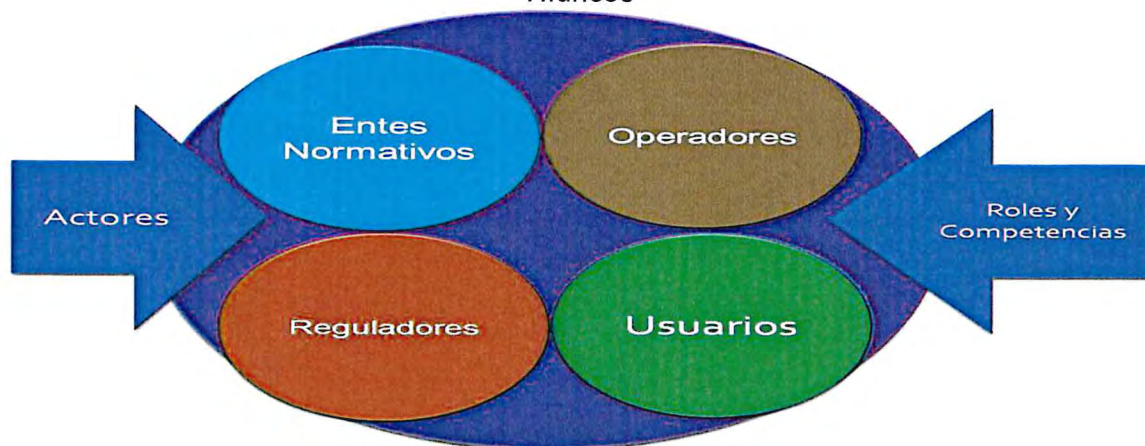 Entes
Normativos
Operadores
Actores
Roles y
Competencias
Reguladores
Usuarios